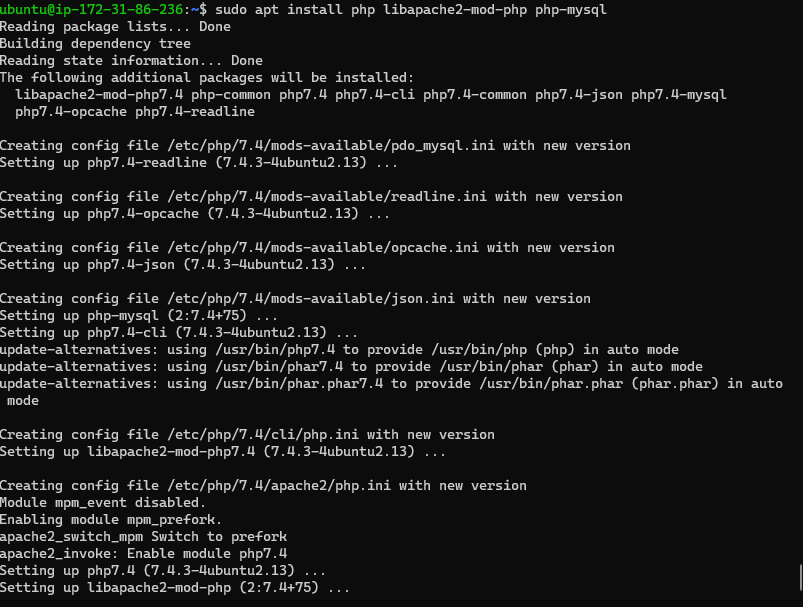 ubuntu@ip-172-31-86-236:~$ sudo apt install php libapache2-mod-php php-mysql
Reading package lists... Done
Building dependency tree
Reading state information... Done
The following additional packages will be installed:
  libapache2-mod-php7.4 php-common php7.4 php7.4-cli php7.4-common php7.4-json php7.4-mysql
  php7.4-opcache php7.4-readline

Creating config file /etc/php/7.4/mods-available/pdo_mysql.ini with new version
Setting up php7.4-readline (7.4.3-4ubuntu2.13) ...

Creating config file /etc/php/7.4/mods-available/readline.ini with new version
Setting up php7.4-opcache (7.4.3-4ubuntu2.13) ...

Creating config file /etc/php/7.4/mods-available/opcache.ini with new version
Setting up php7.4-json (7.4.3-4ubuntu2.13) ...

Creating config file /etc/php/7.4/mods-available/json.ini with new version
Setting up php-mysql (2:7.4+75) ...
Setting up php7.4-cli (7.4.3-4ubuntu2.13) ...
update-alternatives: using /usr/bin/php7.4 to provide /usr/bin/php (php) in auto mode
update-alternatives: using /usr/bin/phar7.4 to provide /usr/bin/phar (phar) in auto mode
update-alternatives: using /usr/bin/phar.phar7.4 to provide /usr/bin/phar.phar (phar.phar) in auto
 mode

Creating config file /etc/php/7.4/cli/php.ini with new version
Setting up libapache2-mod-php7.4 (7.4.3-4ubuntu2.13) ...

Creating config file /etc/php/7.4/apache2/php.ini with new version
Module mpm_event disabled.
Enabling module mpm_prefork.
apache2_switch_mpm Switch to prefork
apache2_invoke: Enable module php7.4
Setting up php7.4 (7.4.3-4ubuntu2.13) ...
Setting up libapache2-mod-php (2:7.4+75) ...